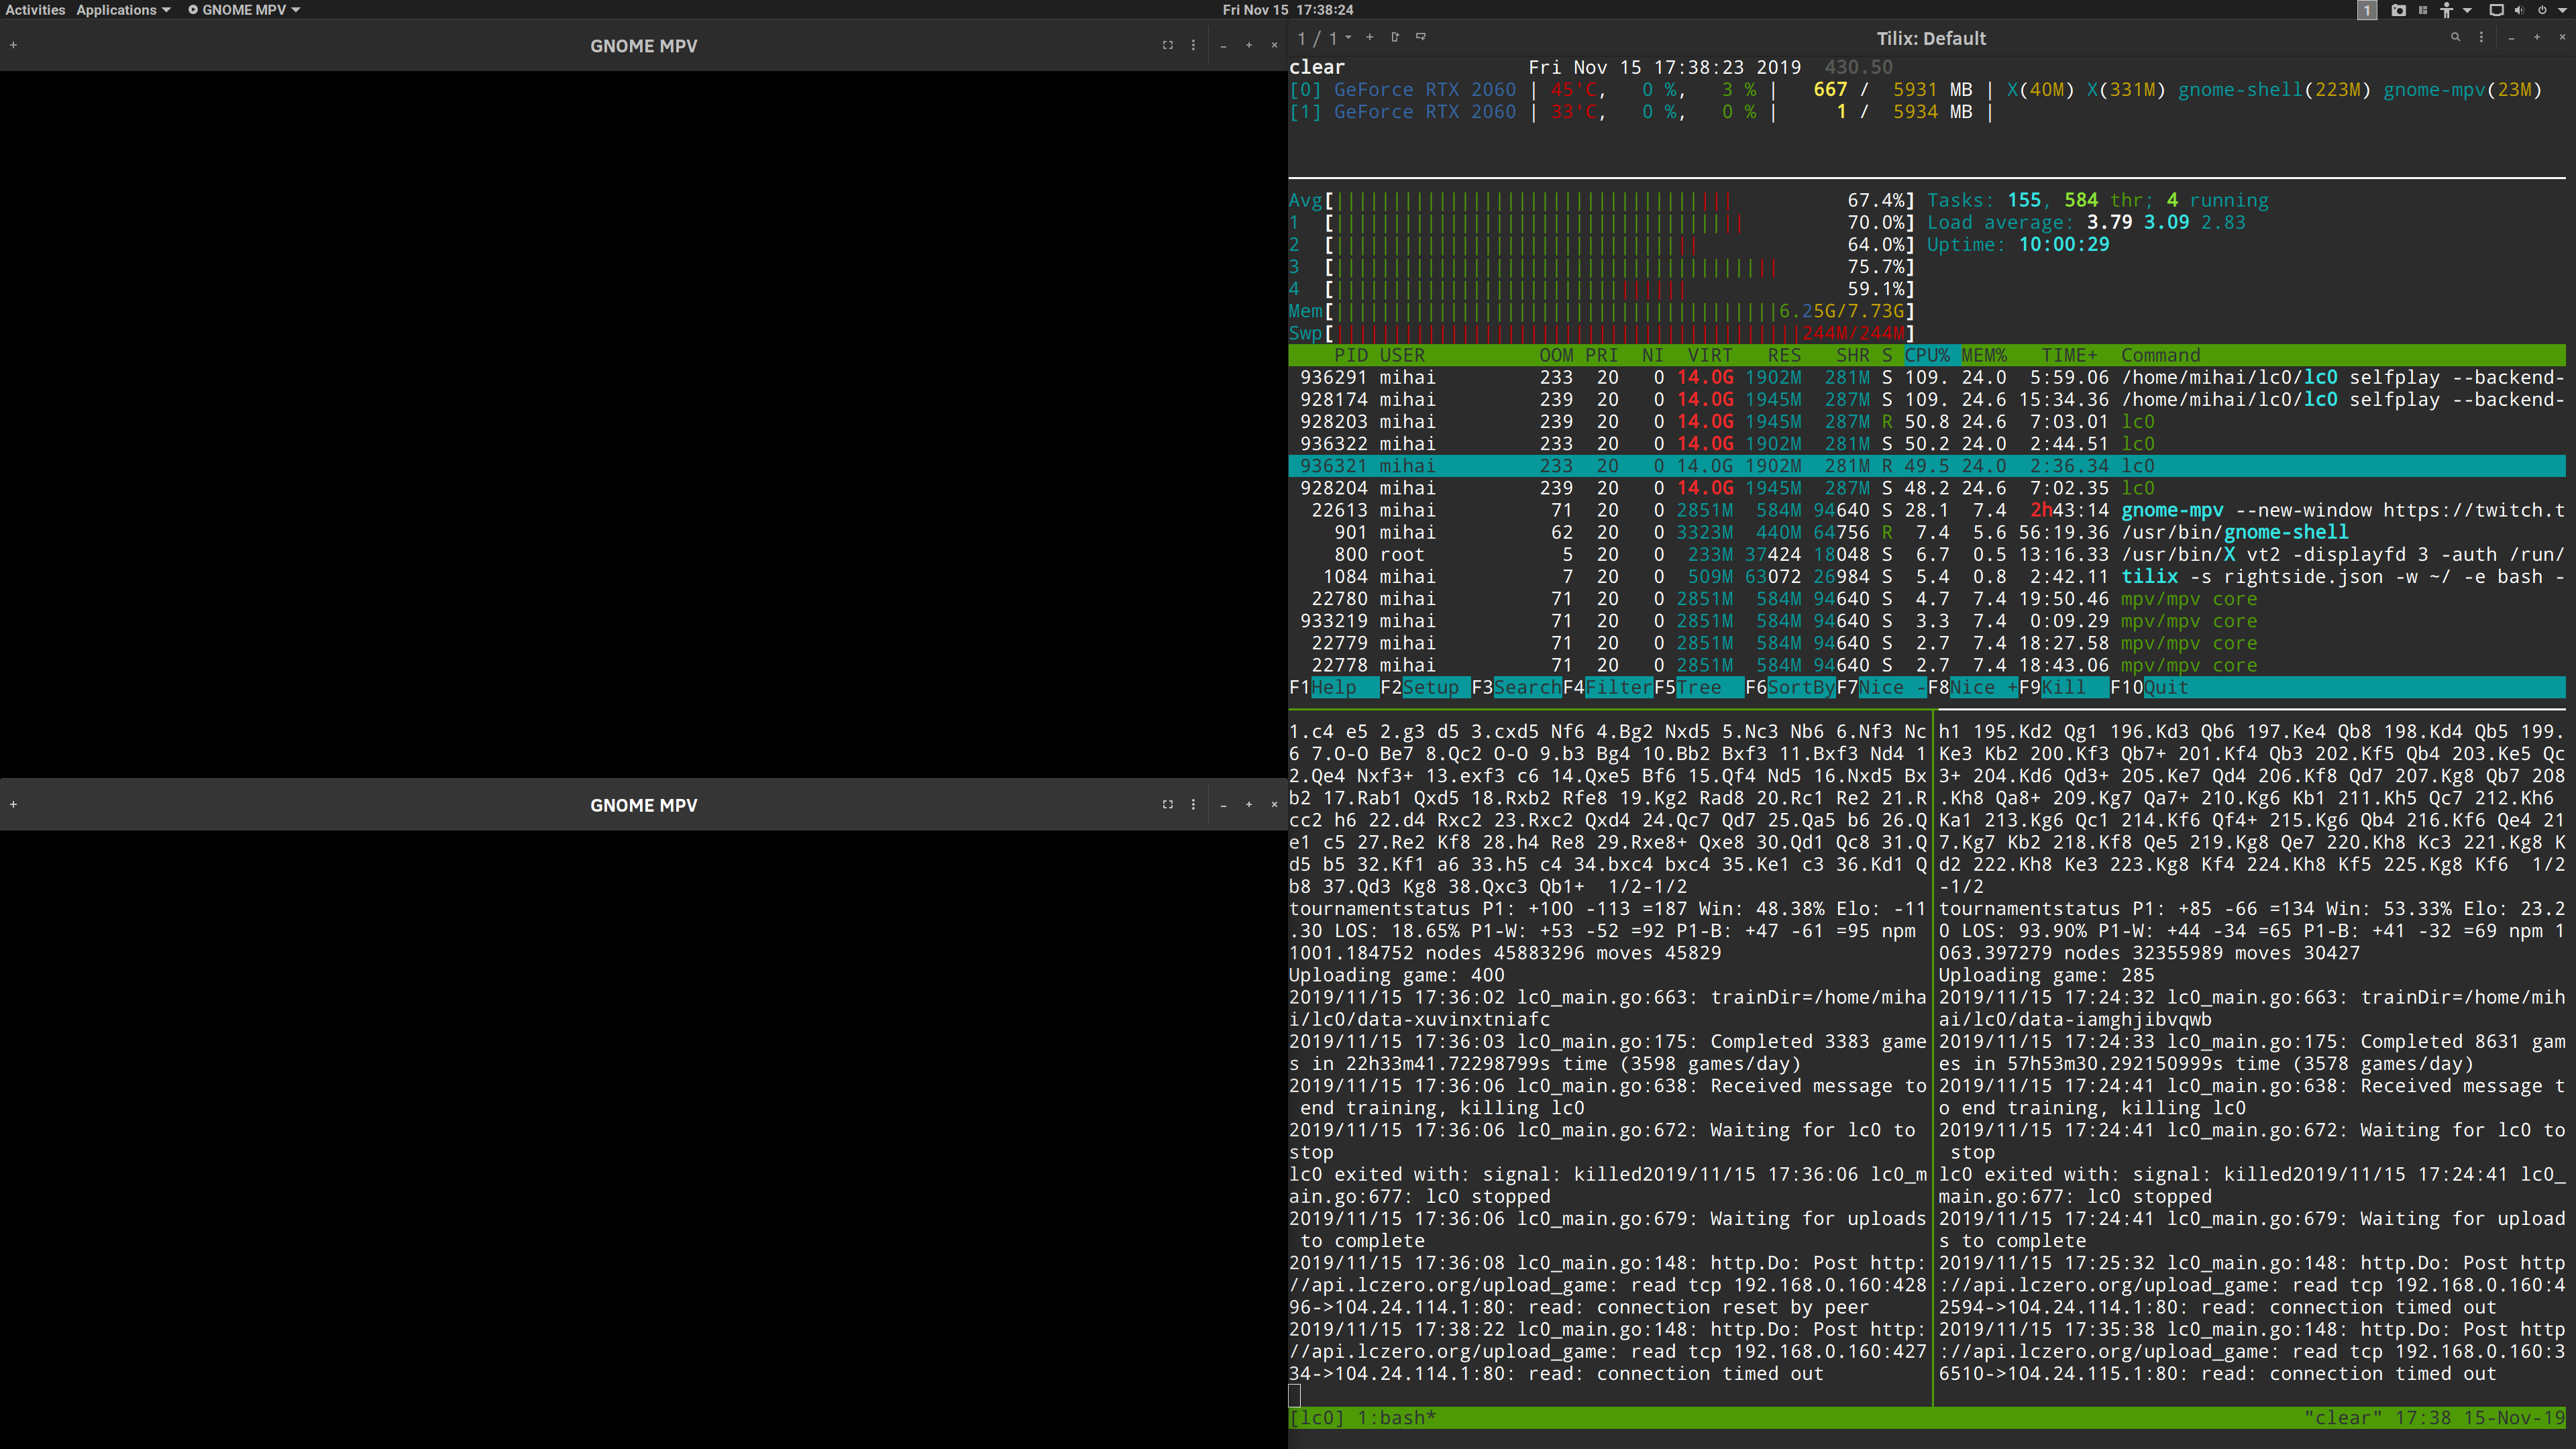 Activities Applications GNOME MPV Fri Nov 15 17:38:24 1
GNOME MPV
GNOME MPV
1 / 1 Tilix: Default
clear Fri Nov 15 17:38:23 2019 430.50
[0] GeForce RTX 2060 | 45'C, 0 %, 3 % | 667 / 5931 MB | X(40M) X(331M) gnome-shell(223M) gnome-mpv(23M)
[1] GeForce RTX 2060 | 33'C, 0 %, 0 % | 1 / 5934 MB |
Avg[ 67.4%] Tasks: 155, 584 thr; 4 running
1 [ 70.0%] Load average: 3.79 3.09 2.83
2 [ 64.0%] Uptime: 10:00:29
3 [ 75.7%]
4 [ 59.1%]
Mem[ 6.25G/7.73G]
Swp[ 244M/244M]
PID USER OOM PRI NI VIRT RES SHR S CPU% MEM% TIME+ Command
936291 mihai 233 20 0 14.0G 1902M 281M S 109. 24.0 5:59.06 /home/mihai/lc0/lc0 selfplay --backend-
928174 mihai 239 20 0 14.0G 1945M 287M S 109. 24.6 15:34.36 /home/mihai/lc0/lc0 selfplay --backend-
928203 mihai 239 20 0 14.0G 1945M 287M R 50.8 24.6 7:03.01 lc0
936322 mihai 233 20 0 14.0G 1902M 281M S 50.2 24.0 2:44.51 lc0
936321 mihai 233 20 0 14.0G 1902M 281M R 49.5 24.0 2:36.34 lc0
928204 mihai 239 20 0 14.0G 1945M 287M S 48.2 24.6 7:02.35 lc0
22613 mihai 71 20 0 2851M 584M 94640 S 28.1 7.4 2h43:14 gnome-mpv --new-window https://twitch.t
901 mihai 62 20 0 3323M 440M 64756 R 7.4 5.6 56:19.36 /usr/bin/gnome-shell
800 root 5 20 0 233M 37424 18048 S 6.7 0.5 13:16.33 /usr/bin/X vt2 -displayfd 3 -auth /run/
1084 mihai 7 20 0 509M 63072 26984 S 5.4 0.8 2:42.11 tilix -s rightside.json -w ~/ -e bash -
22780 mihai 71 20 0 2851M 584M 94640 S 4.7 7.4 19:50.46 mpv/mpv core
933219 mihai 71 20 0 2851M 584M 94640 S 3.3 7.4 0:09.29 mpv/mpv core
22779 mihai 71 20 0 2851M 584M 94640 S 2.7 7.4 18:27.58 mpv/mpv core
22778 mihai 71 20 0 2851M 584M 94640 S 2.7 7.4 18:43.06 mpv/mpv core
F1Help F2Setup F3SearchF4FilterF5Tree F6SortByF7Nice -F8Nice +F9Kill F10Quit
1.c4 e5 2.g3 d5 3.cxd5 Nf6 4.Bg2 Nxd5 5.Nc3 Nb6 6.Nf3 Nc
6 7.O-O Be7 8.Qc2 O-O 9.b3 Bg4 10.Bb2 Bxf3 11.Bxf3 Nd4 1
2.Qe4 Nxf3+ 13.exf3 c6 14.Qxe5 Bf6 15.Qf4 Nd5 16.Nxd5 Bx
b2 17.Rab1 Qxd5 18.Rxb2 Rfe8 19.Kg2 Rad8 20.Rc1 Re2 21.R
cc2 h6 22.d4 Rxc2 23.Rxc2 Qxd4 24.Qc7 Qd7 25.Qa5 b6 26.Q
e1 c5 27.Re2 Kf8 28.h4 Re8 29.Rxe8+ Qxe8 30.Qd1 Qc8 31.Q
d5 b5 32.Kf1 a6 33.h5 c4 34.bxc4 bxc4 35.Ke1 c3 36.Kd1 Q
b8 37.Qd3 Kg8 38.Qxc3 Qb1+ 1/2-1/2
tournamentstatus P1: +100 -113 =187 Win: 48.38% Elo: -11
.30 LOS: 18.65% P1-W: +53 -52 =92 P1-B: +47 -61 =95 npm
1001.184752 nodes 45883296 moves 45829
Uploading game: 400
2019/11/15 17:36:02 lc0_main.go:663: trainDir=/home/miha
i/lc0/data-xuvinxtniafc
2019/11/15 17:36:03 lc0_main.go:175: Completed 3383 game
s in 22h33m41.72298799s time (3598 games/day)
2019/11/15 17:36:06 lc0_main.go:638: Received message to
end training, killing lc0
2019/11/15 17:36:06 lc0_main.go:672: Waiting for lc0 to
stop
lc0 exited with: signal: killed2019/11/15 17:36:06 lc0_m
ain.go:677: lc0 stopped
2019/11/15 17:36:06 lc0_main.go:679: Waiting for uploads
to complete
2019/11/15 17:36:08 lc0_main.go:148: http.Do: Post http:
//api.lczero.org/upload_game: read tcp 192.168.0.160:428
96->104.24.114.1:80: read: connection reset by peer
2019/11/15 17:38:22 lc0_main.go:148: http.Do: Post http:
//api.lczero.org/upload_game: read tcp 192.168.0.160:427
34->104.24.114.1:80: read: connection timed out
h1 195.Kd2 Qg1 196.Kd3 Qb6 197.Ke4 Qb8 198.Kd4 Qb5 199.
Ke3 Kb2 200.Kf3 Qb7+ 201.Kf4 Qb3 202.Kf5 Qb4 203.Ke5 Qc
3+ 204.Kd6 Qd3+ 205.Ke7 Qd4 206.Kf8 Qd7 207.Kg8 Qb7 208
.Kh8 Qa8+ 209.Kg7 Qa7+ 210.Kg6 Kb1 211.Kh5 Qc7 212.Kh6
Ka1 213.Kg6 Qc1 214.Kf6 Qf4+ 215.Kg6 Qb4 216.Kf6 Qe4 21
7.Kg7 Kb2 218.Kf8 Qe5 219.Kg8 Qe7 220.Kh8 Kc3 221.Kg8 K
d2 222.Kh8 Ke3 223.Kg8 Kf4 224.Kh8 Kf5 225.Kg8 Kf6 1/2
-1/2
tournamentstatus P1: +85 -66 =134 Win: 53.33% Elo: 23.2
0 LOS: 93.90% P1-W: +44 -34 =65 P1-B: +41 -32 =69 npm 1
063.397279 nodes 32355989 moves 30427
Uploading game: 285
2019/11/15 17:24:32 lc0_main.go:663: trainDir=/home/mih
ai/lc0/data-iamghjibvqwb
2019/11/15 17:24:33 lc0_main.go:175: Completed 8631 gam
es in 57h53m30.292150999s time (3578 games/day)
2019/11/15 17:24:41 lc0_main.go:638: Received message t
o end training, killing lc0
2019/11/15 17:24:41 lc0_main.go:672: Waiting for lc0 to
stop
lc0 exited with: signal: killed2019/11/15 17:24:41 lc0_
main.go:677: lc0 stopped
2019/11/15 17:24:41 lc0_main.go:679: Waiting for upload
s to complete
2019/11/15 17:25:32 lc0_main.go:148: http.Do: Post http
://api.lczero.org/upload_game: read tcp 192.168.0.160:4
2594->104.24.114.1:80: read: connection timed out
2019/11/15 17:35:38 lc0_main.go:148: http.Do: Post http
://api.lczero.org/upload_game: read tcp 192.168.0.160:3
6510->104.24.115.1:80: read: connection timed out
[lc0] 1:bash* "clear" 17:38 15-Nov-19